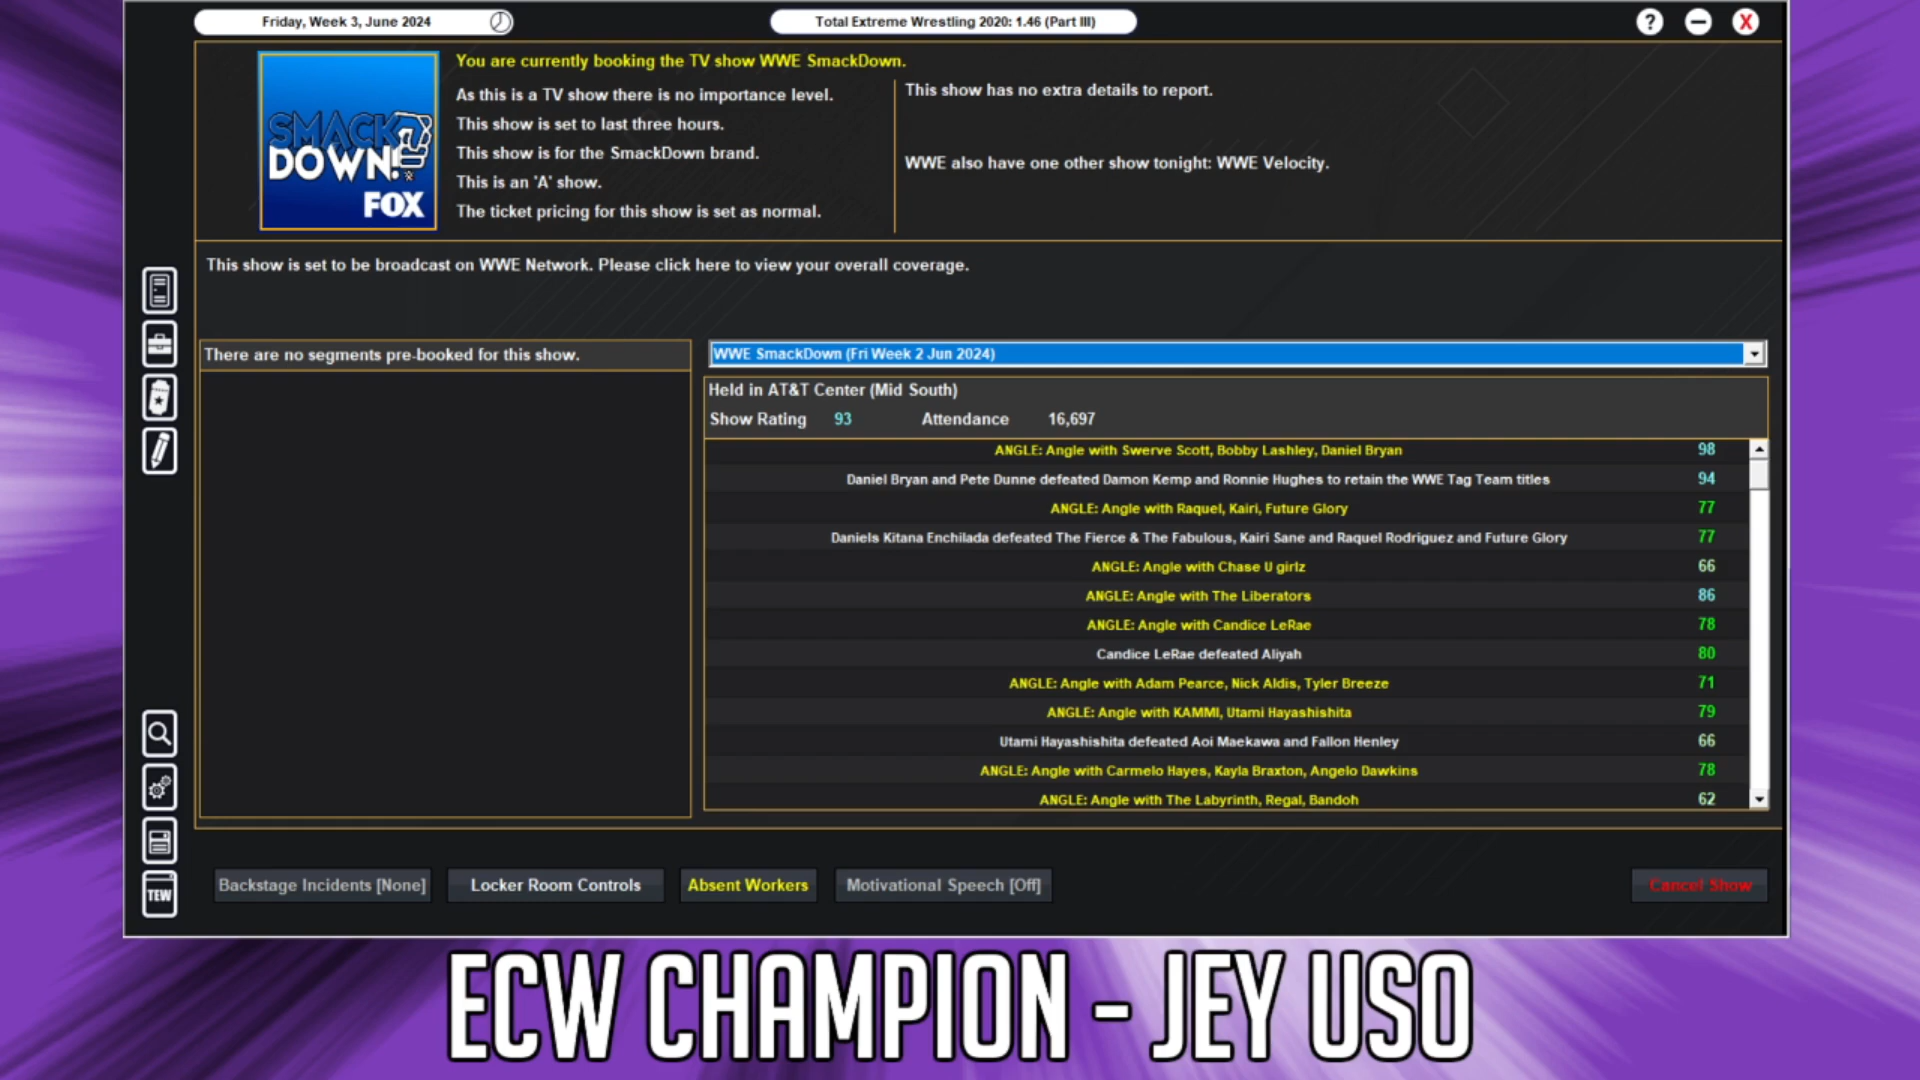 Friday, Week 3, June 2024
Total Extreme Wrestling 2020: 1.46 (Part III)
?
X
SMACK
DOWN!
FOX
You are currently booking the TV show WWE SmackDown.
As this is a TV show there is no importance level.
This show is set to last three hours.
This show is for the SmackDown brand.
This is an 'A' show.
The ticket pricing for this show is set as normal.
This show has no extra details to report.
WWE also have one other show tonight: WWE Velocity.
This show is set to be broadcast on WWE Network. Please click here to view your overall coverage.
There are no segments pre-booked for this show.
WWE SmackDown (Fri Week 2 Jun 2024)
Held in AT&T Center (Mid South)
Show Rating 93 Attendance 16,697
ANGLE: Angle with Swerve Scott, Bobby Lashley, Daniel Bryan 98
Daniel Bryan and Pete Dunne defeated Damon Kemp and Ronnie Hughes to retain the WWE Tag Team titles 94
ANGLE: Angle with Raquel, Kairi, Future Glory 77
Daniels Kitana Enchilada defeated The Fierce & The Fabulous, Kairi Sane and Raquel Rodriguez and Future Glory 77
ANGLE: Angle with Chase U girlz 66
ANGLE: Angle with The Liberators 86
ANGLE: Angle with Candice LeRae 78
Candice LeRae defeated Aliyah 80
ANGLE: Angle with Adam Pearce, Nick Aldis, Tyler Breeze 71
ANGLE: Angle with KAMMI, Utami Hayashishita 79
Utami Hayashishita defeated Aoi Maekawa and Fallon Henley 66
ANGLE: Angle with Carmelo Hayes, Kayla Braxton, Angelo Dawkins 78
ANGLE: Angle with The Labyrinth, Regal, Bandoh 62
TEW
Backstage Incidents [None]
Locker Room Controls
Absent Workers
Motivational Speech [Off]
Cancel Show
ECW CHAMPION - JEY USO